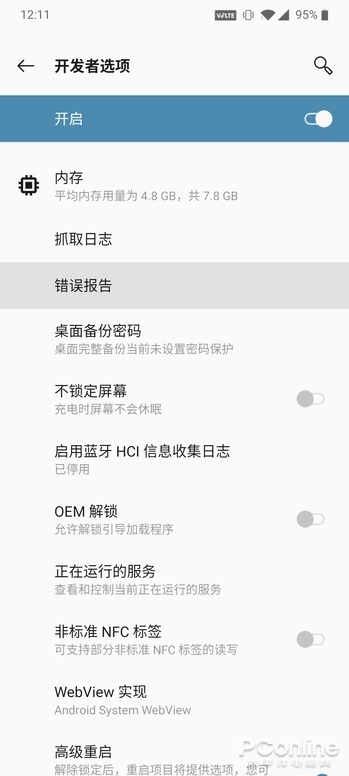 12:11
VoLTE
95%
开发者选项
开启
内存
平均内存用量为 4.8 GB，共 7.8 GB
抓取日志
错误报告
桌面备份密码
桌面完整备份当前未设置密码保护
不锁定屏幕
充电时屏幕不会休眠
启用蓝牙 HCI 信息收集日志
已停用
OEM 解锁
允许解锁引导加载程序
正在运行的服务
查看和控制当前正在运行的服务
非标准 NFC 标签
可支持部分非标准 NFC 标签的读写
WebView 实现
Android System WebView
PConline
太平洋电脑网
高级重启
解除锁定后，重启项目将提供选项，您可